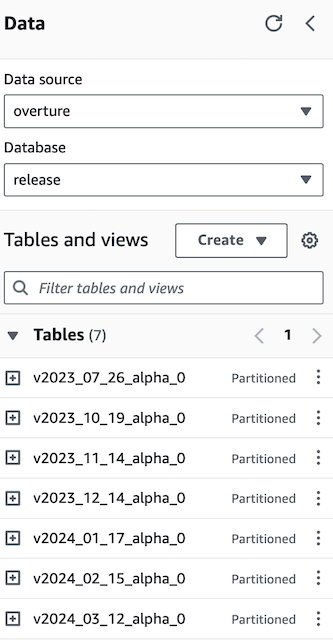 Data
Data source
overture
Database
release
Tables and views
Create
Filter tables and views
Tables (7)
1
v2023_07_26_alpha_0 Partitioned
v2023_10_19_alpha_0 Partitioned
v2023_11_14_alpha_0 Partitioned
v2023_12_14_alpha_0 Partitioned
v2024_01_17_alpha_0 Partitioned
v2024_02_15_alpha_0 Partitioned
v2024_03_12_alpha_0 Partitioned